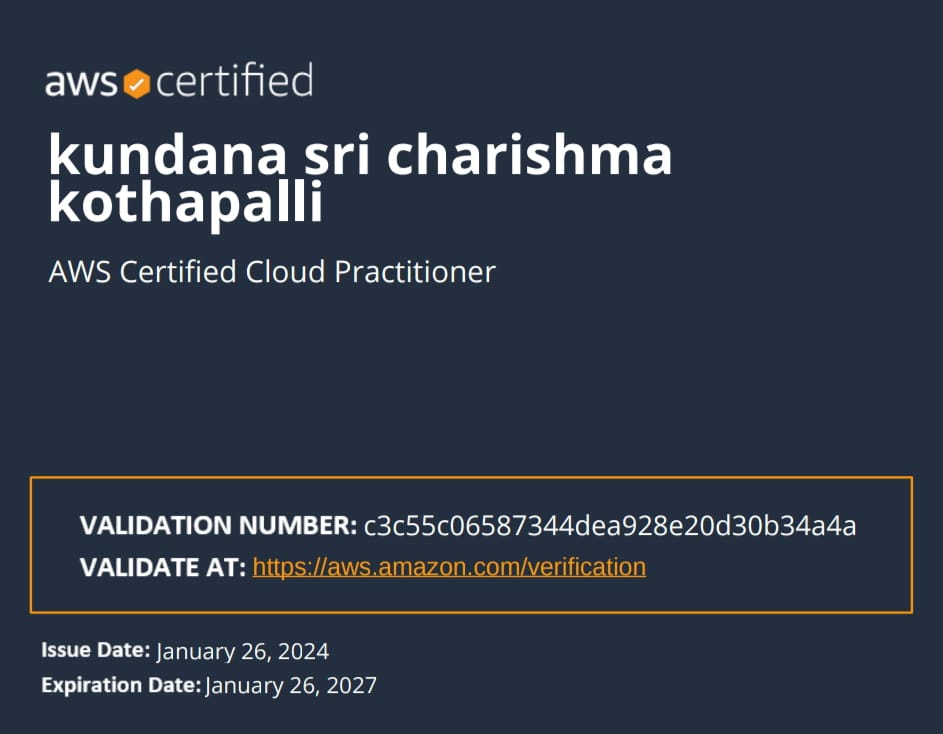 aws certified
kundana sri charishma
kothapalli
AWS Certified Cloud Practitioner
VALIDATION NUMBER: c3c55c06587344dea928e20d30b34a4a
VALIDATE AT: https://aws.amazon.com/verification
Issue Date: January 26, 2024
Expiration Date: January 26, 2027